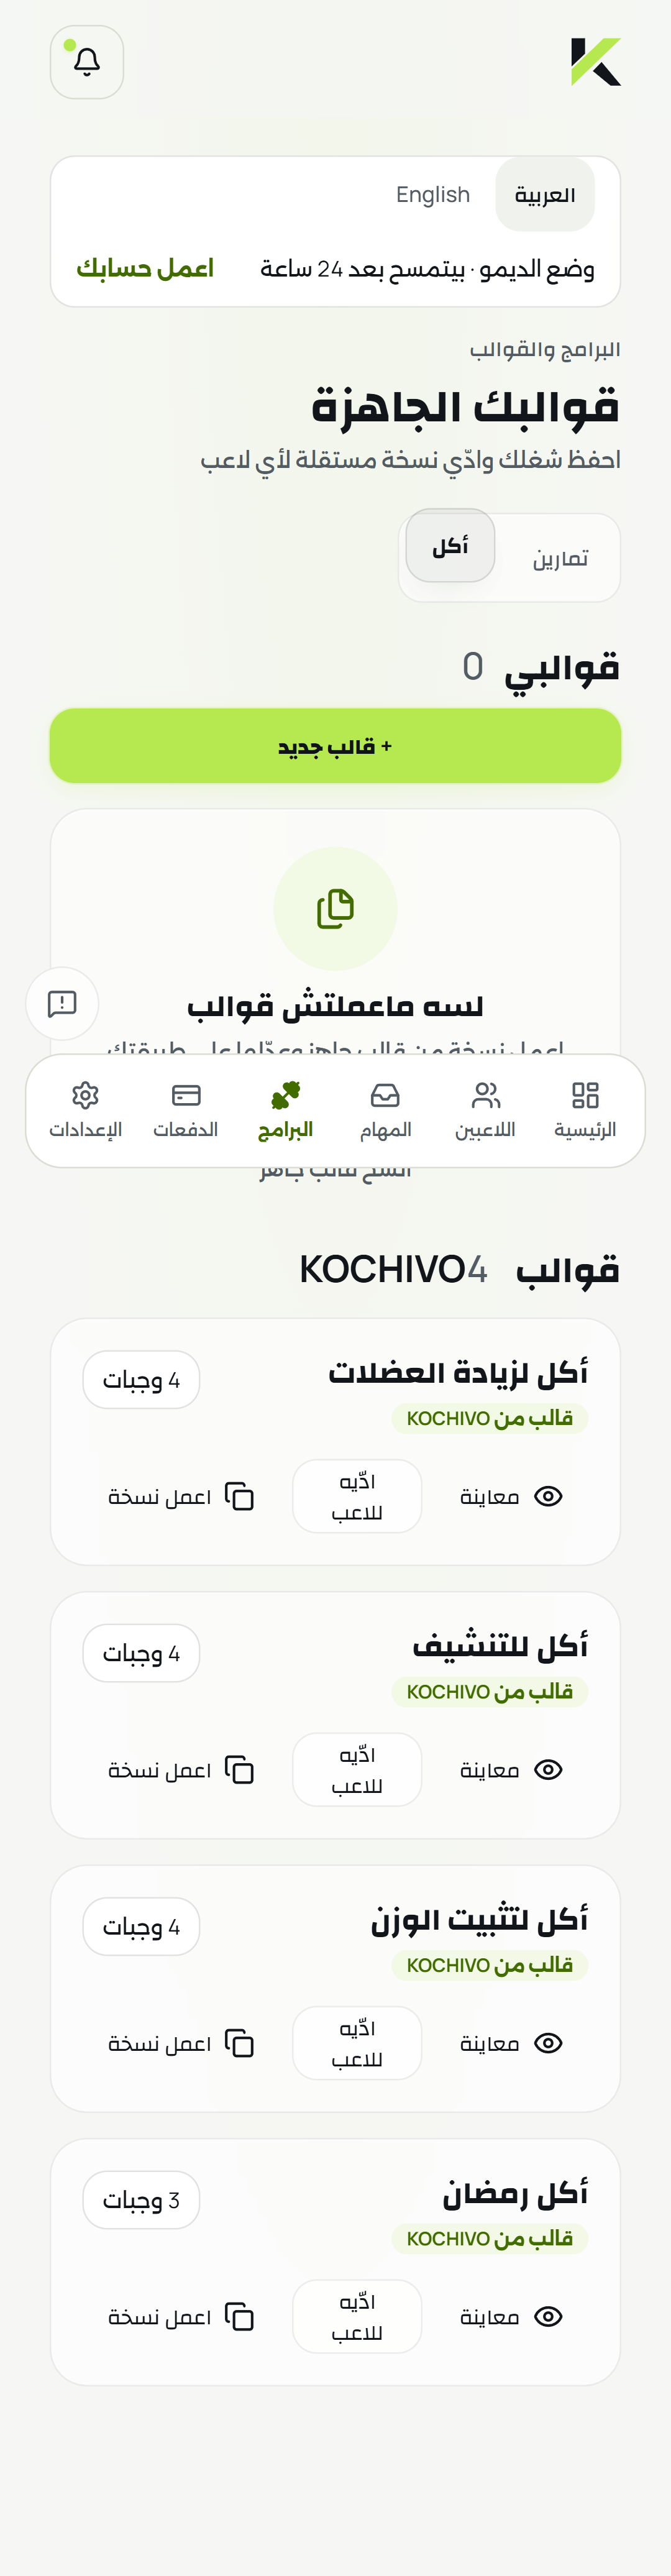 العربية
English
وضع الديمو · بيتمسح بعد 24 ساعة
اعمل حسابك
البرامج والقوالب
قوالبك الجاهزة
احفظ شغلك وادّي نسخة مستقلة لأي لاعب
تمارين
أكل
قوالبي 0
+ قالب جديد
لسه ماعملتش قوالب
الرئيسية
اللاعبين
المهام
البرامج
الدفعات
الإعدادات
قوالب KOCHIVO 4
أكل لزيادة العضلات
4 وجبات
قالب من KOCHIVO
معاينة
ادّيه
للاعب
اعمل نسخة
أكل للتنشيف
4 وجبات
قالب من KOCHIVO
معاينة
ادّيه
للاعب
اعمل نسخة
أكل لتثبيت الوزن
4 وجبات
قالب من KOCHIVO
معاينة
ادّيه
للاعب
اعمل نسخة
أكل رمضان
3 وجبات
قالب من KOCHIVO
معاينة
ادّيه
للاعب
اعمل نسخة